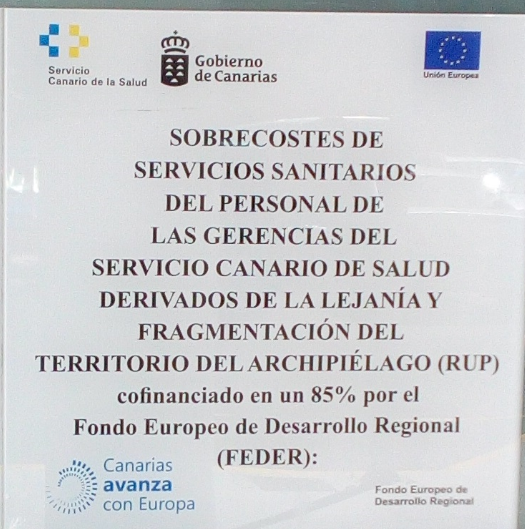 Servicio
Canario de la Salud
Gobierno
de Canarias
Unión Europea
SOBRECOSTES DE
SERVICIOS SANITARIOS
DEL PERSONAL DE
LAS GERENCIAS DEL
SERVICIO CANARIO DE SALUD
DERIVADOS DE LA LEJANÍA Y
FRAGMENTACIÓN DEL
TERRITORIO DEL ARCHIPIÉLAGO (RUP)
cofinanciado en un 85% por el
Fondo Europeo de Desarrollo Regional
(FEDER):
Canarias
avanza
con Europa
Fondo Europeo de
Desarrollo Regional